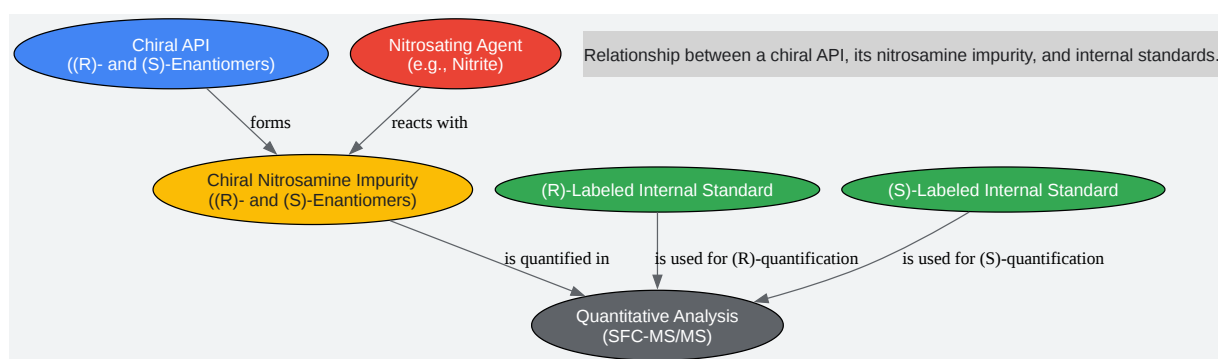 Chiral API
((R)- and (S)-Enantiomers)
Nitrosating Agent
(e.g., Nitrite)
Relationship between a chiral API, its nitrosamine impurity, and internal standards.
forms
reacts with
Chiral Nitrosamine Impurity
((R)- and (S)-Enantiomers)
(R)-Labeled Internal Standard
(S)-Labeled Internal Standard
is quantified in
is used for (R)-quantification
is used for (S)-quantification
Quantitative Analysis
(SFC-MS/MS)